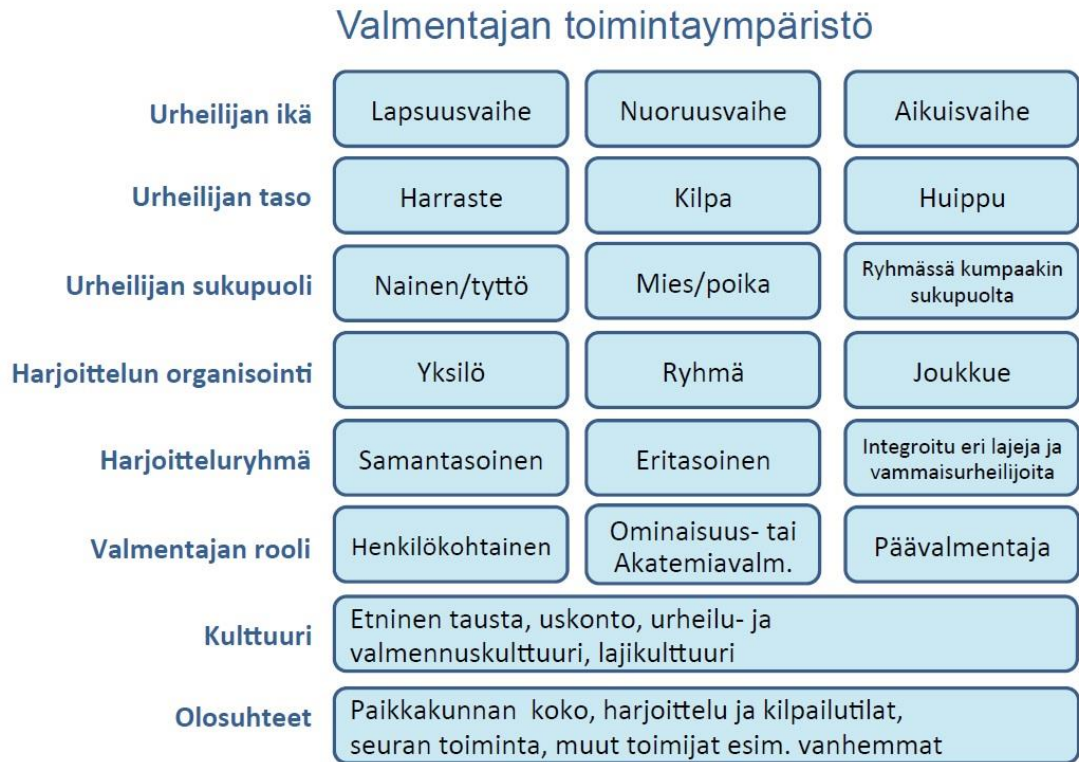 Valmentajan toimintaympäristö
Urheilijan ikä
Lapsuusvaihe
Nuoruusvaihe
Aikuisvaihe
Urheilijan taso
Harraste
Kilpa
Huippu
Urheilijan sukupuoli
Nainen/tyttö
Mies/poika
Ryhmässä kumpaakin
sukupuolta
Harjoittelun organisointi
Yksilö
Ryhmä
Joukkue
Harjoitteluryhmä
Samantasoinen
Eritasoinen
Integroitu eri lajeja ja
vammaisurheilijoita
Valmentajan rooli
Henkilökohtainen
Ominaisuus- tai
Akatemiavalm.
Päävalmentaja
Kulttuuri
Etninen tausta, uskonto, urheilu- ja
valmennuskulttuuri, lajikulttuuri
Olosuhteet
Paikkakunnan koko, harjoittelu ja kilpailutilat,
seuran toiminta, muut toimijat esim. vanhemmat